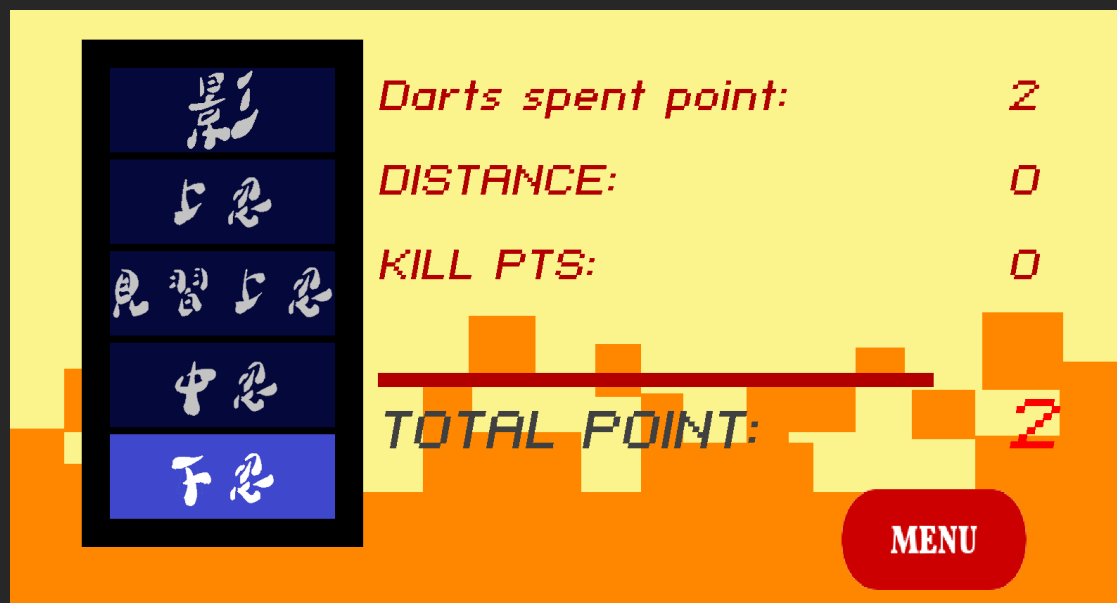 影
上忍
見習上忍
中忍
下忍
Darts spent point: 2
DISTANCE: 0
KILL PTS: 0
TOTAL POINT: 2
MENU